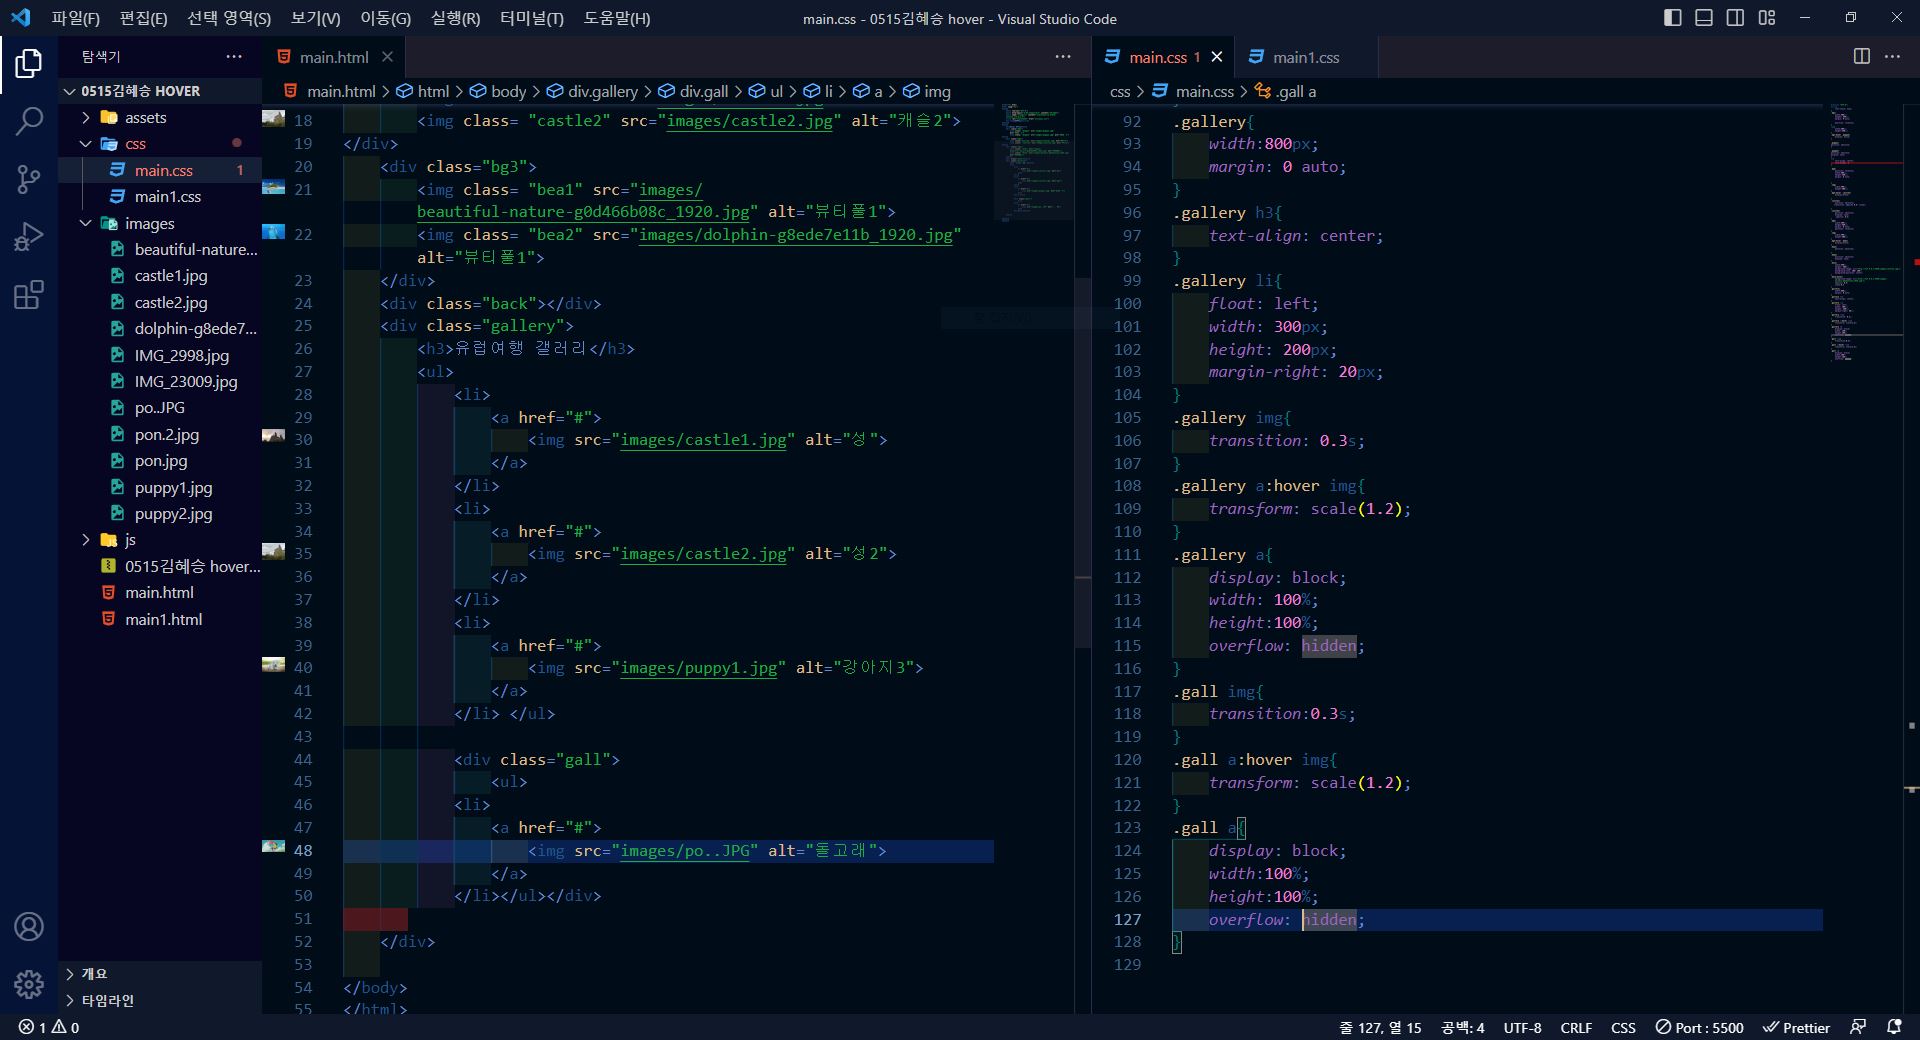 파일(F) 편집(E) 선택 영역(S) 보기(V) 이동(G) 실행(R) 터미널(T) 도움말(H)
main.css - 0515김혜승 hover - Visual Studio Code
탐색기
0515김혜승 HOVER
assets
css
main.css 1
main1.css
images
beautiful-nature...
castle1.jpg
castle2.jpg
dolphin-g8ede7...
IMG_2998.jpg
IMG_23009.jpg
po..JPG
pon.2.jpg
pon.jpg
puppy1.jpg
puppy2.jpg
js
0515김혜승 hover...
main.html
main1.html
개요
타임라인
main.html
main.html > html > body > div.gallery > div.gall > ul > li > a > img
18 <img class= "castle2" src="images/castle2.jpg" alt="캐슬2">
19 </div>
20 <div class="bg3">
21 <img class= "bea1" src="images/
beautiful-nature-g0d466b08c_1920.jpg" alt="뷰티풀1">
22 <img class= "bea2" src="images/dolphin-g8ede7e11b_1920.jpg"
alt="뷰티풀1">
23 </div>
24 <div class="back"></div>
25 <div class="gallery">
26 <h3>유럽여행 갤러리</h3>
27 <ul>
28 <li>
29 <a href="#">
30 <img src="images/castle1.jpg" alt="성">
31 </a>
32 </li>
33 <li>
34 <a href="#">
35 <img src="images/castle2.jpg" alt="성2">
36 </a>
37 </li>
38 <li>
39 <a href="#">
40 <img src="images/puppy1.jpg" alt="강아지3">
41 </a>
42 </li> </ul>
43
44 <div class="gall">
45 <ul>
46 <li>
47 <a href="#">
48 <img src="images/po..JPG" alt="돌고래">
49 </a>
50 </li></ul></div>
51
52 </div>
53
54 </body>
55 </html>
main.css 1 main1.css
css > main.css > .gall a
92 .gallery{
93 width:800px;
94 margin: 0 auto;
95 }
96 .gallery h3{
97 text-align: center;
98 }
99 .gallery li{
100 float: left;
101 width: 300px;
102 height: 200px;
103 margin-right: 20px;
104 }
105 .gallery img{
106 transition: 0.3s;
107 }
108 .gallery a:hover img{
109 transform: scale(1.2);
110 }
111 .gallery a{
112 display: block;
113 width: 100%;
114 height:100%;
115 overflow: hidden;
116 }
117 .gall img{
118 transition:0.3s;
119 }
120 .gall a:hover img{
121 transform: scale(1.2);
122 }
123 .gall a{
124 display: block;
125 width:100%;
126 height:100%;
127 overflow: hidden;
128 }
129
1 0
줄 127, 열 15 공백: 4 UTF-8 CRLF CSS Port : 5500 Prettier